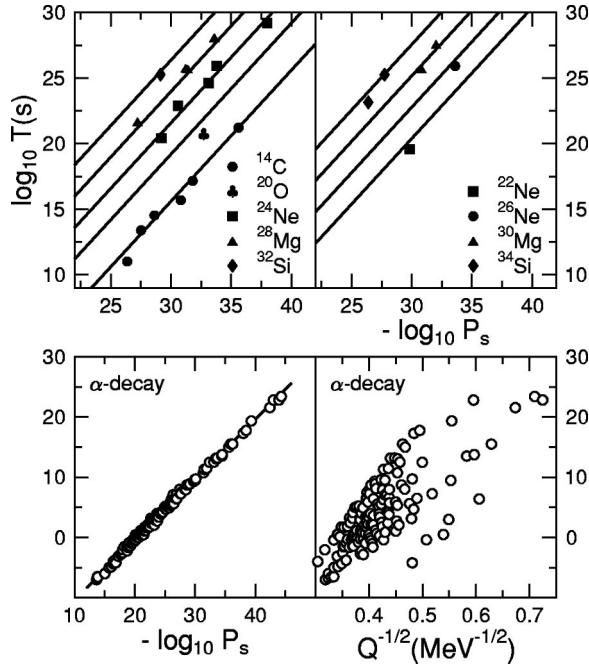 30
25
20
15
10
log₁₀ T(s)
¹⁴C
²⁰O
²⁴Ne
²⁸Mg
³²Si
25 30 35 40
²²Ne
²⁶Ne
³⁰Mg
³⁴Si
30
25
20
15
10
25 30 35 40
- log₁₀ Pₛ
30
20
10
0
α-decay
10 20 30 40
- log₁₀ Pₛ
α-decay
30
20
10
0
0.4 0.5 0.6 0.7
Q⁻¹/²(MeV⁻¹/²)